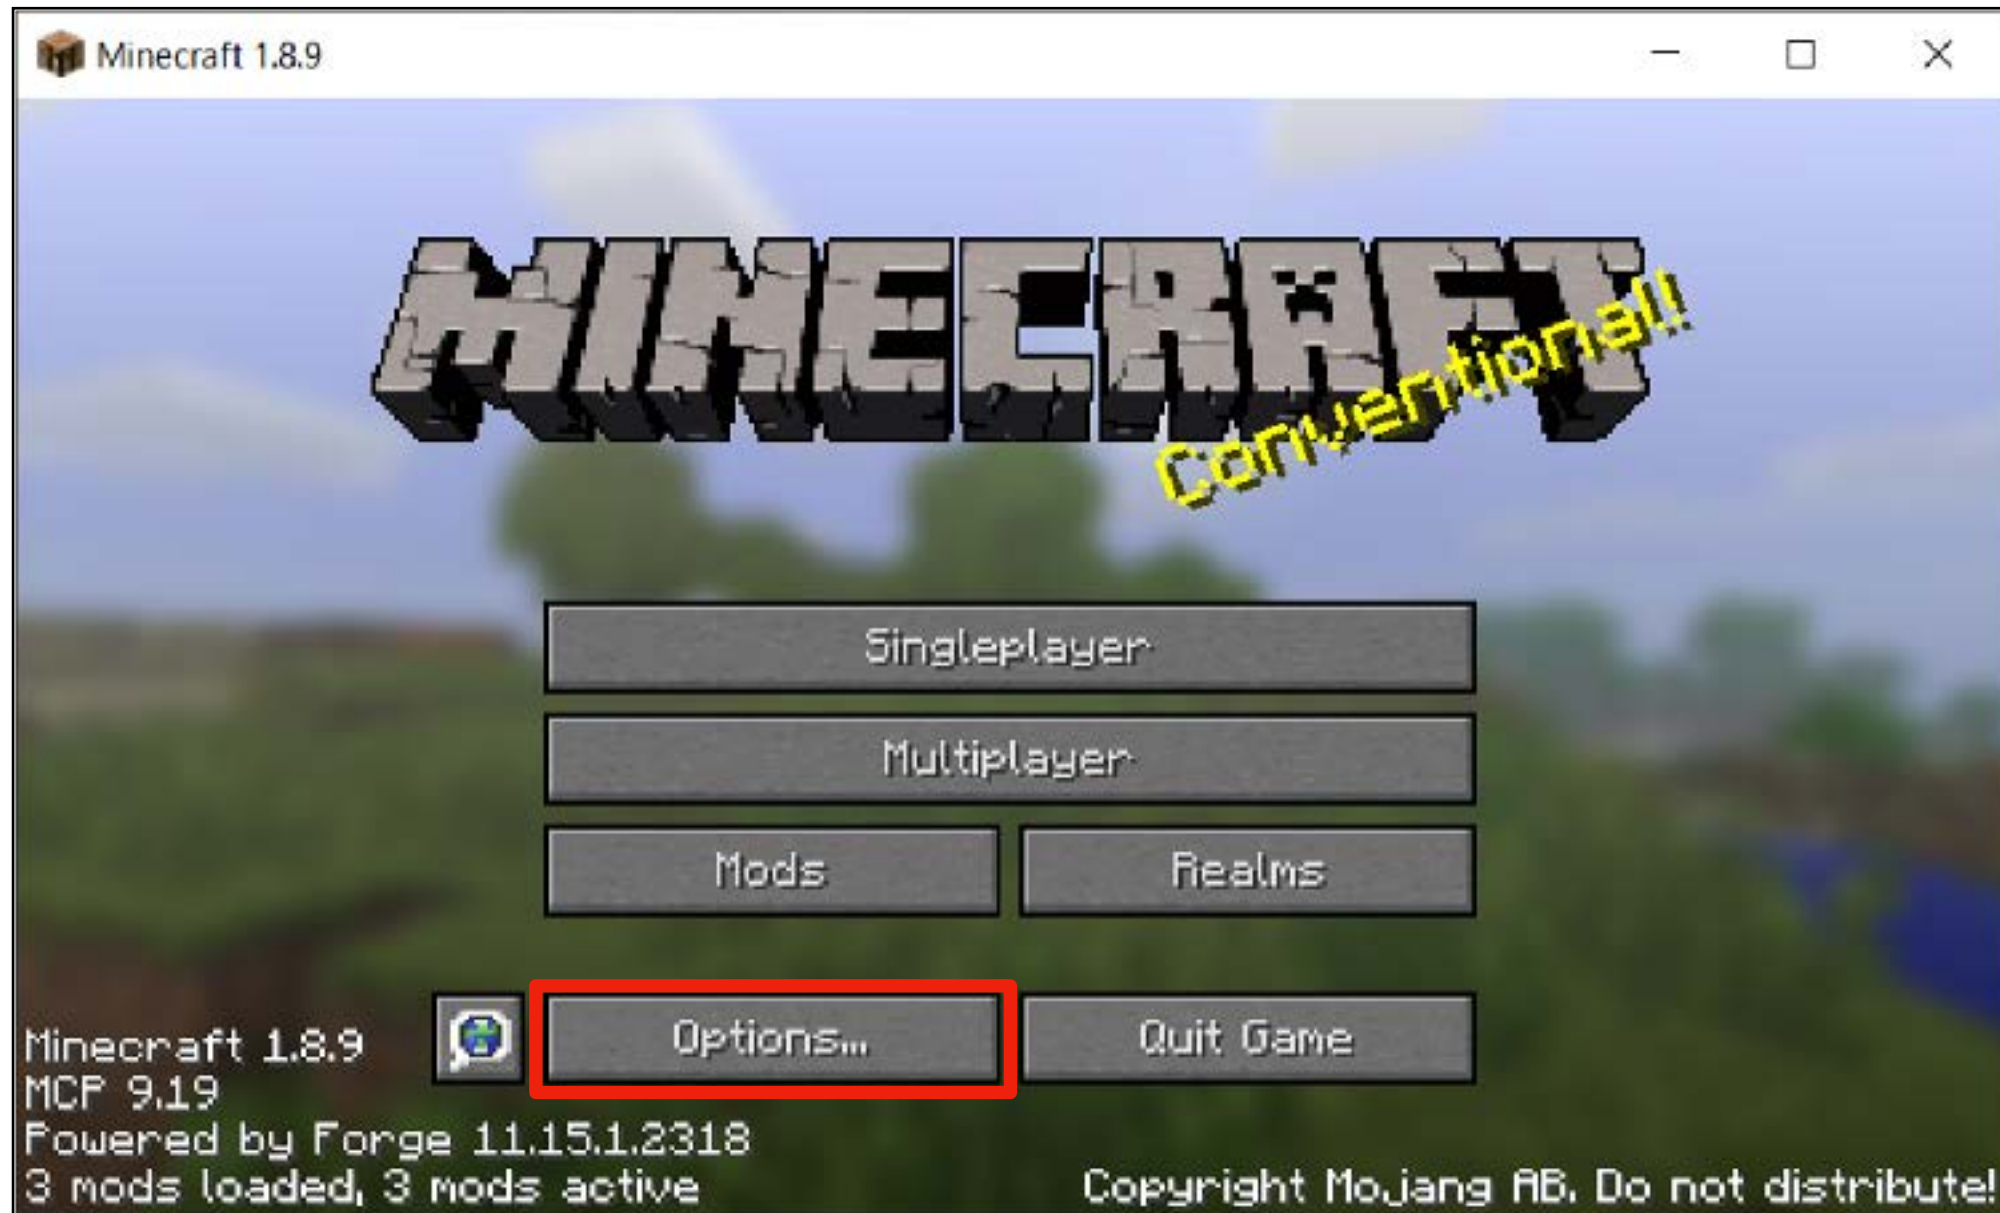 Minecraft 1.8.9
MINECRAFT
Conventional!
Singleplayer
Multiplayer
Mods
Realms
Options...
Quit Game
Minecraft 1.8.9
MCP 9.19
Powered by Forge 11.15.1.2318
3 mods loaded, 3 mods active
Copyright Mojang AB. Do not distribute!